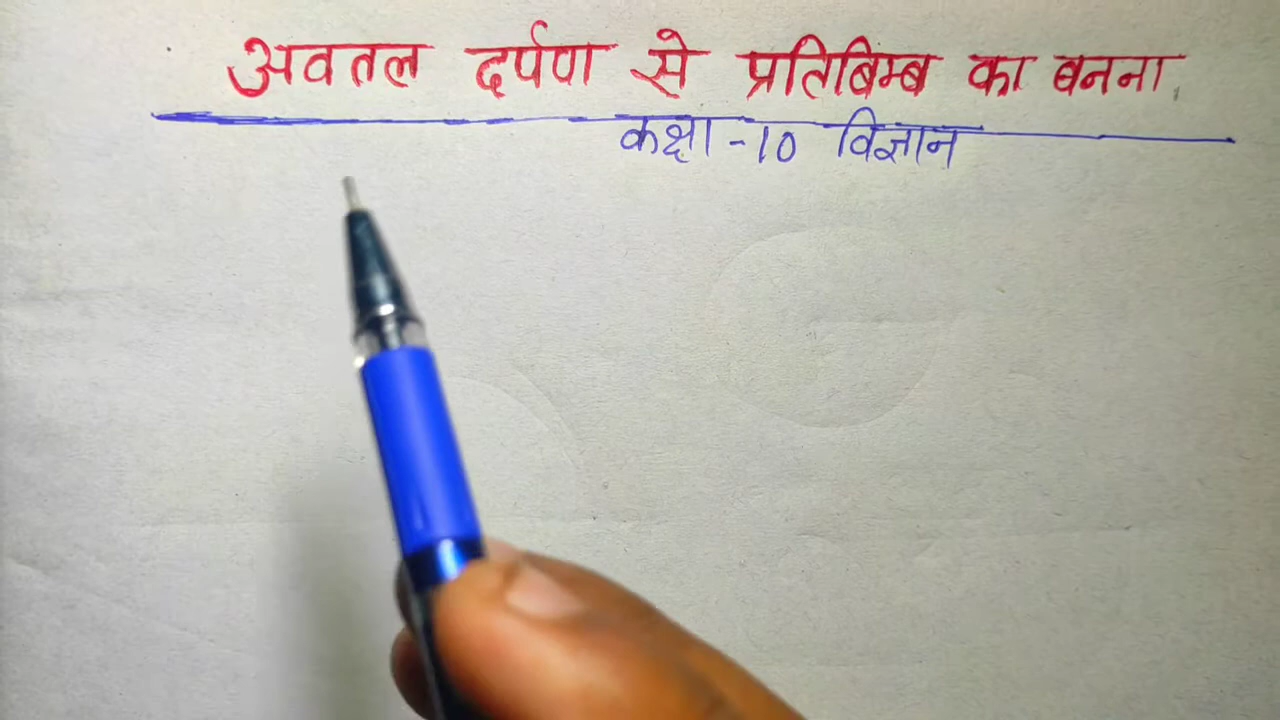 अवतल दर्पण से प्रतिबिम्ब का बनना
कक्षा -10 विज्ञान